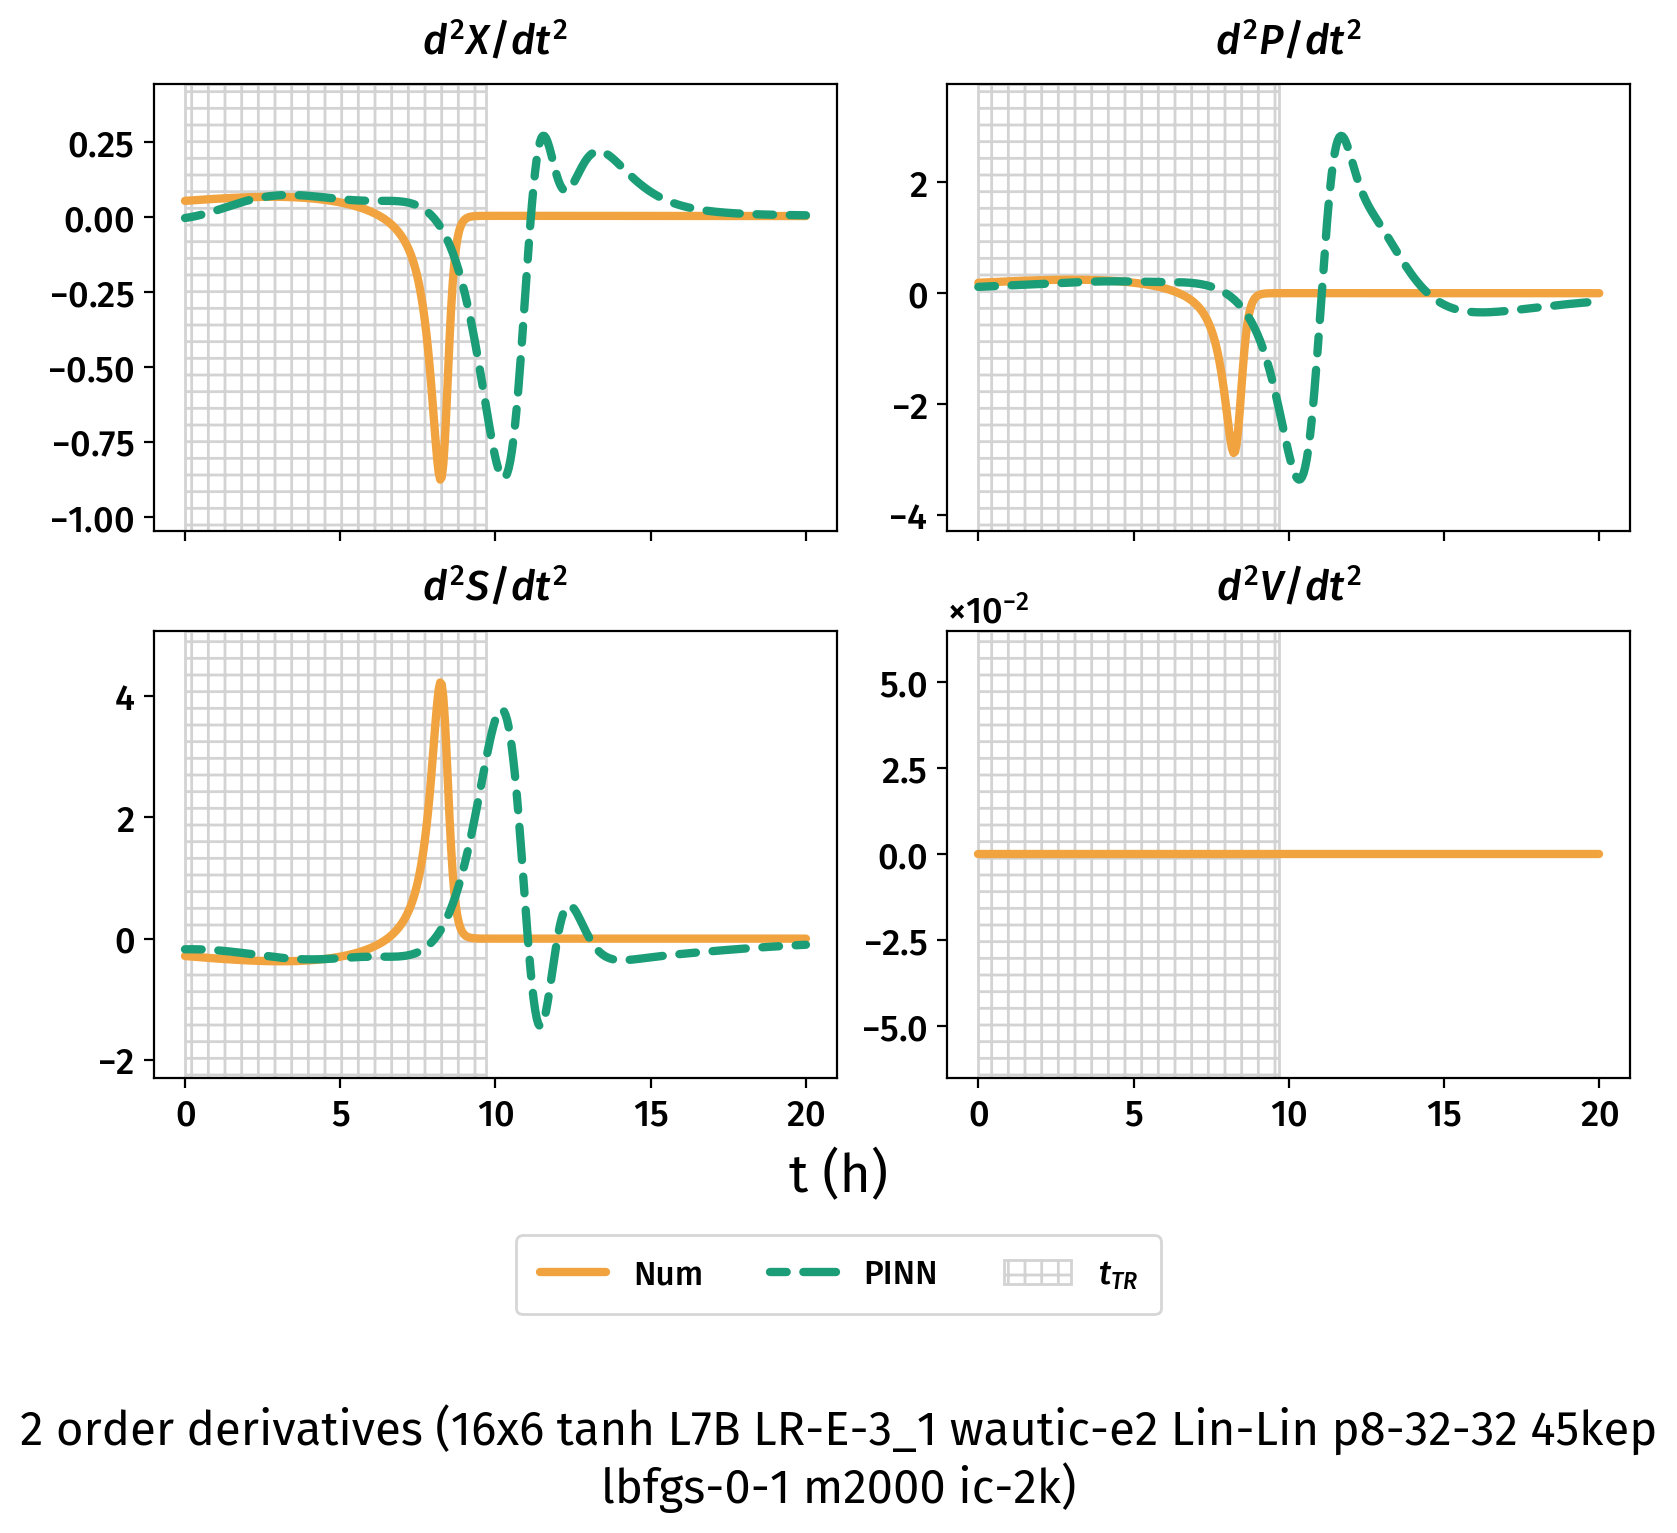 d²X/dt²
d²P/dt²
0.25
0.00
−0.25
−0.50
−0.75
−1.00
2
0
−2
−4
d²S/dt²
d²V/dt²
×10⁻²
4
2
0
−2
5.0
2.5
0.0
−2.5
−5.0
0 5 10 15 20
0 5 10 15 20
t (h)
Num PINN t_TR
2 order derivatives (16x6 tanh L7B LR-E-3_1 wautic-e2 Lin-Lin p8-32-32 45kep
lbfgs-0-1 m2000 ic-2k)